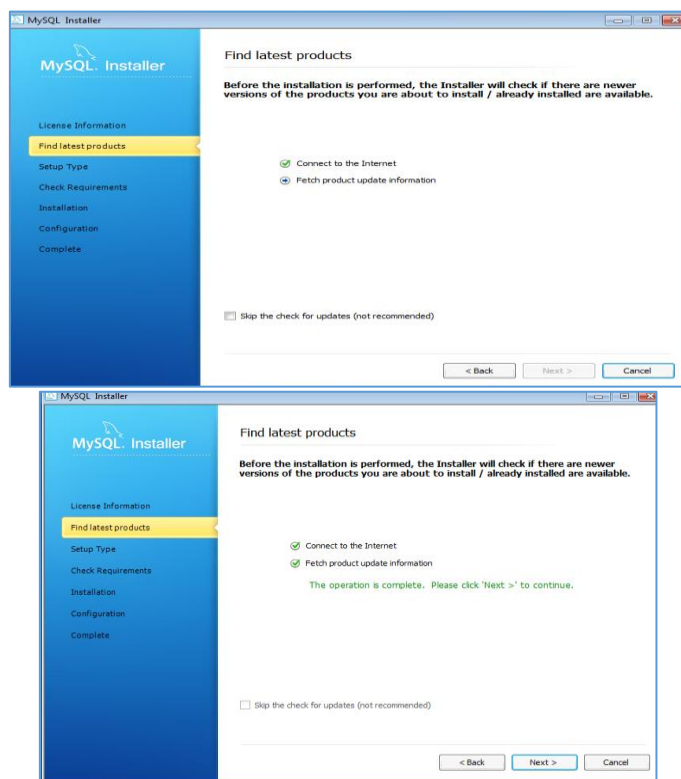 MySQL Installer
MySQL. Installer
License Information
Find latest products
Setup Type
Check Requirements
Installation
Configuration
Complete
Find latest products
Before the installation is performed, the Installer will check if there are newer
versions of the products you are about to install / already installed are available.
Connect to the Internet
Fetch product update information
Skip the check for updates (not recommended)
< Back
Next >
Cancel
MySQL Installer
MySQL. Installer
License Information
Find latest products
Setup Type
Check Requirements
Installation
Configuration
Complete
Find latest products
Before the installation is performed, the Installer will check if there are newer
versions of the products you are about to install / already installed are available.
Connect to the Internet
Fetch product update information
The operation is complete. Please click 'Next >' to continue.
Skip the check for updates (not recommended)
< Back
Next >
Cancel